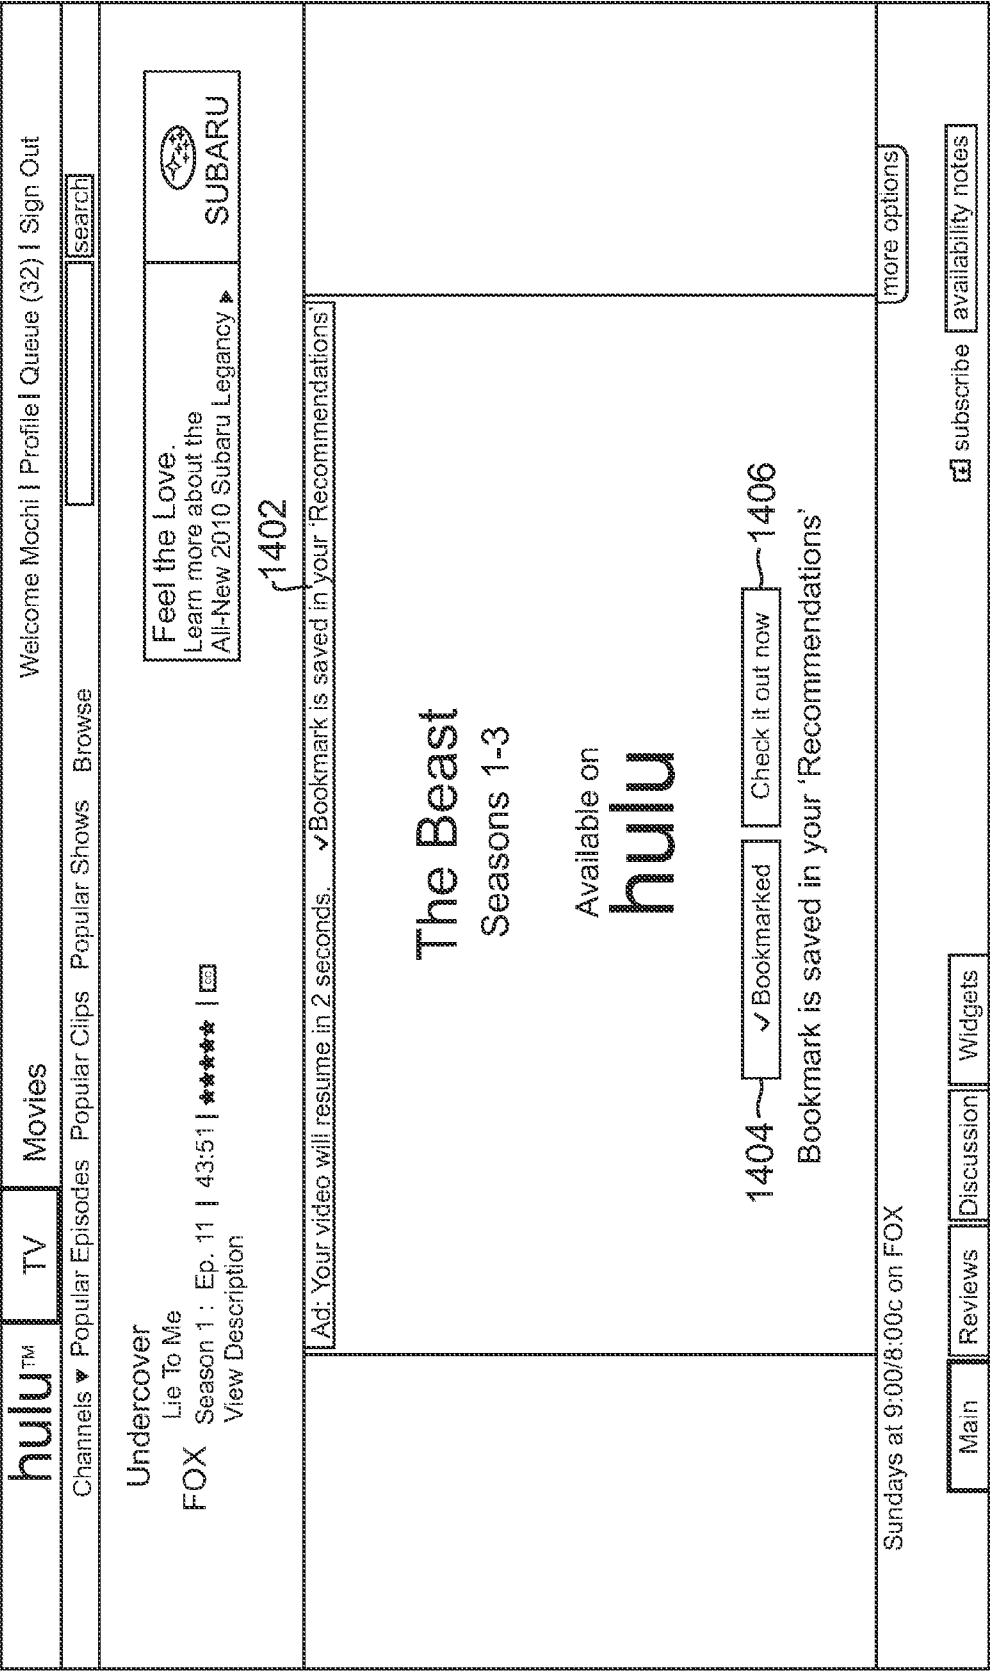 hulu™ TV Movies Welcome Mochi | Profile | Queue (32) | Sign Out
Channels ▼ Popular Episodes Popular Clips Popular Shows Browse search
Undercover
Lie To Me
FOX Season 1 : Ep. 11 | 43:51 | ★★★★★ | CC
View Description
Feel the Love.
Learn more about the
All-New 2010 Subaru Legancy ▶
SUBARU
1402
Ad: Your video will resume in 2 seconds. ✓Bookmark is saved in your 'Recommendations'
The Beast
Seasons 1-3
Available on
hulu
1404 ✓ Bookmarked Check it out now 1406
Bookmark is saved in your 'Recommendations'
Sundays at 9:00/8:00c on FOX more options
Main Reviews Discussion Widgets subscribe availability notes